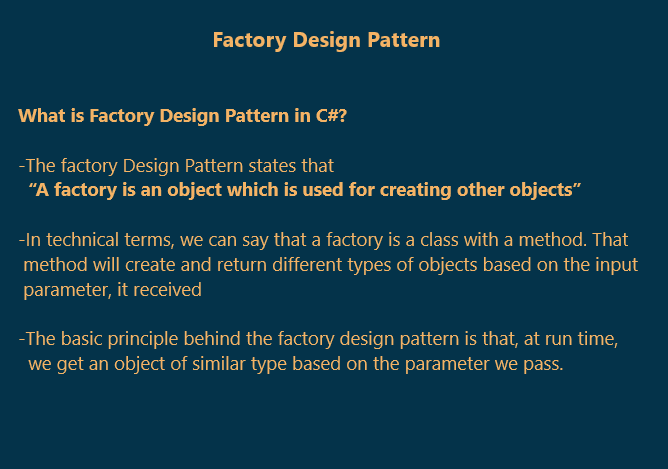 Factory Design Pattern
What is Factory Design Pattern in C#?
-The factory Design Pattern states that
“A factory is an object which is used for creating other objects”
-In technical terms, we can say that a factory is a class with a method. That
method will create and return different types of objects based on the input
parameter, it received
-The basic principle behind the factory design pattern is that, at run time,
we get an object of similar type based on the parameter we pass.